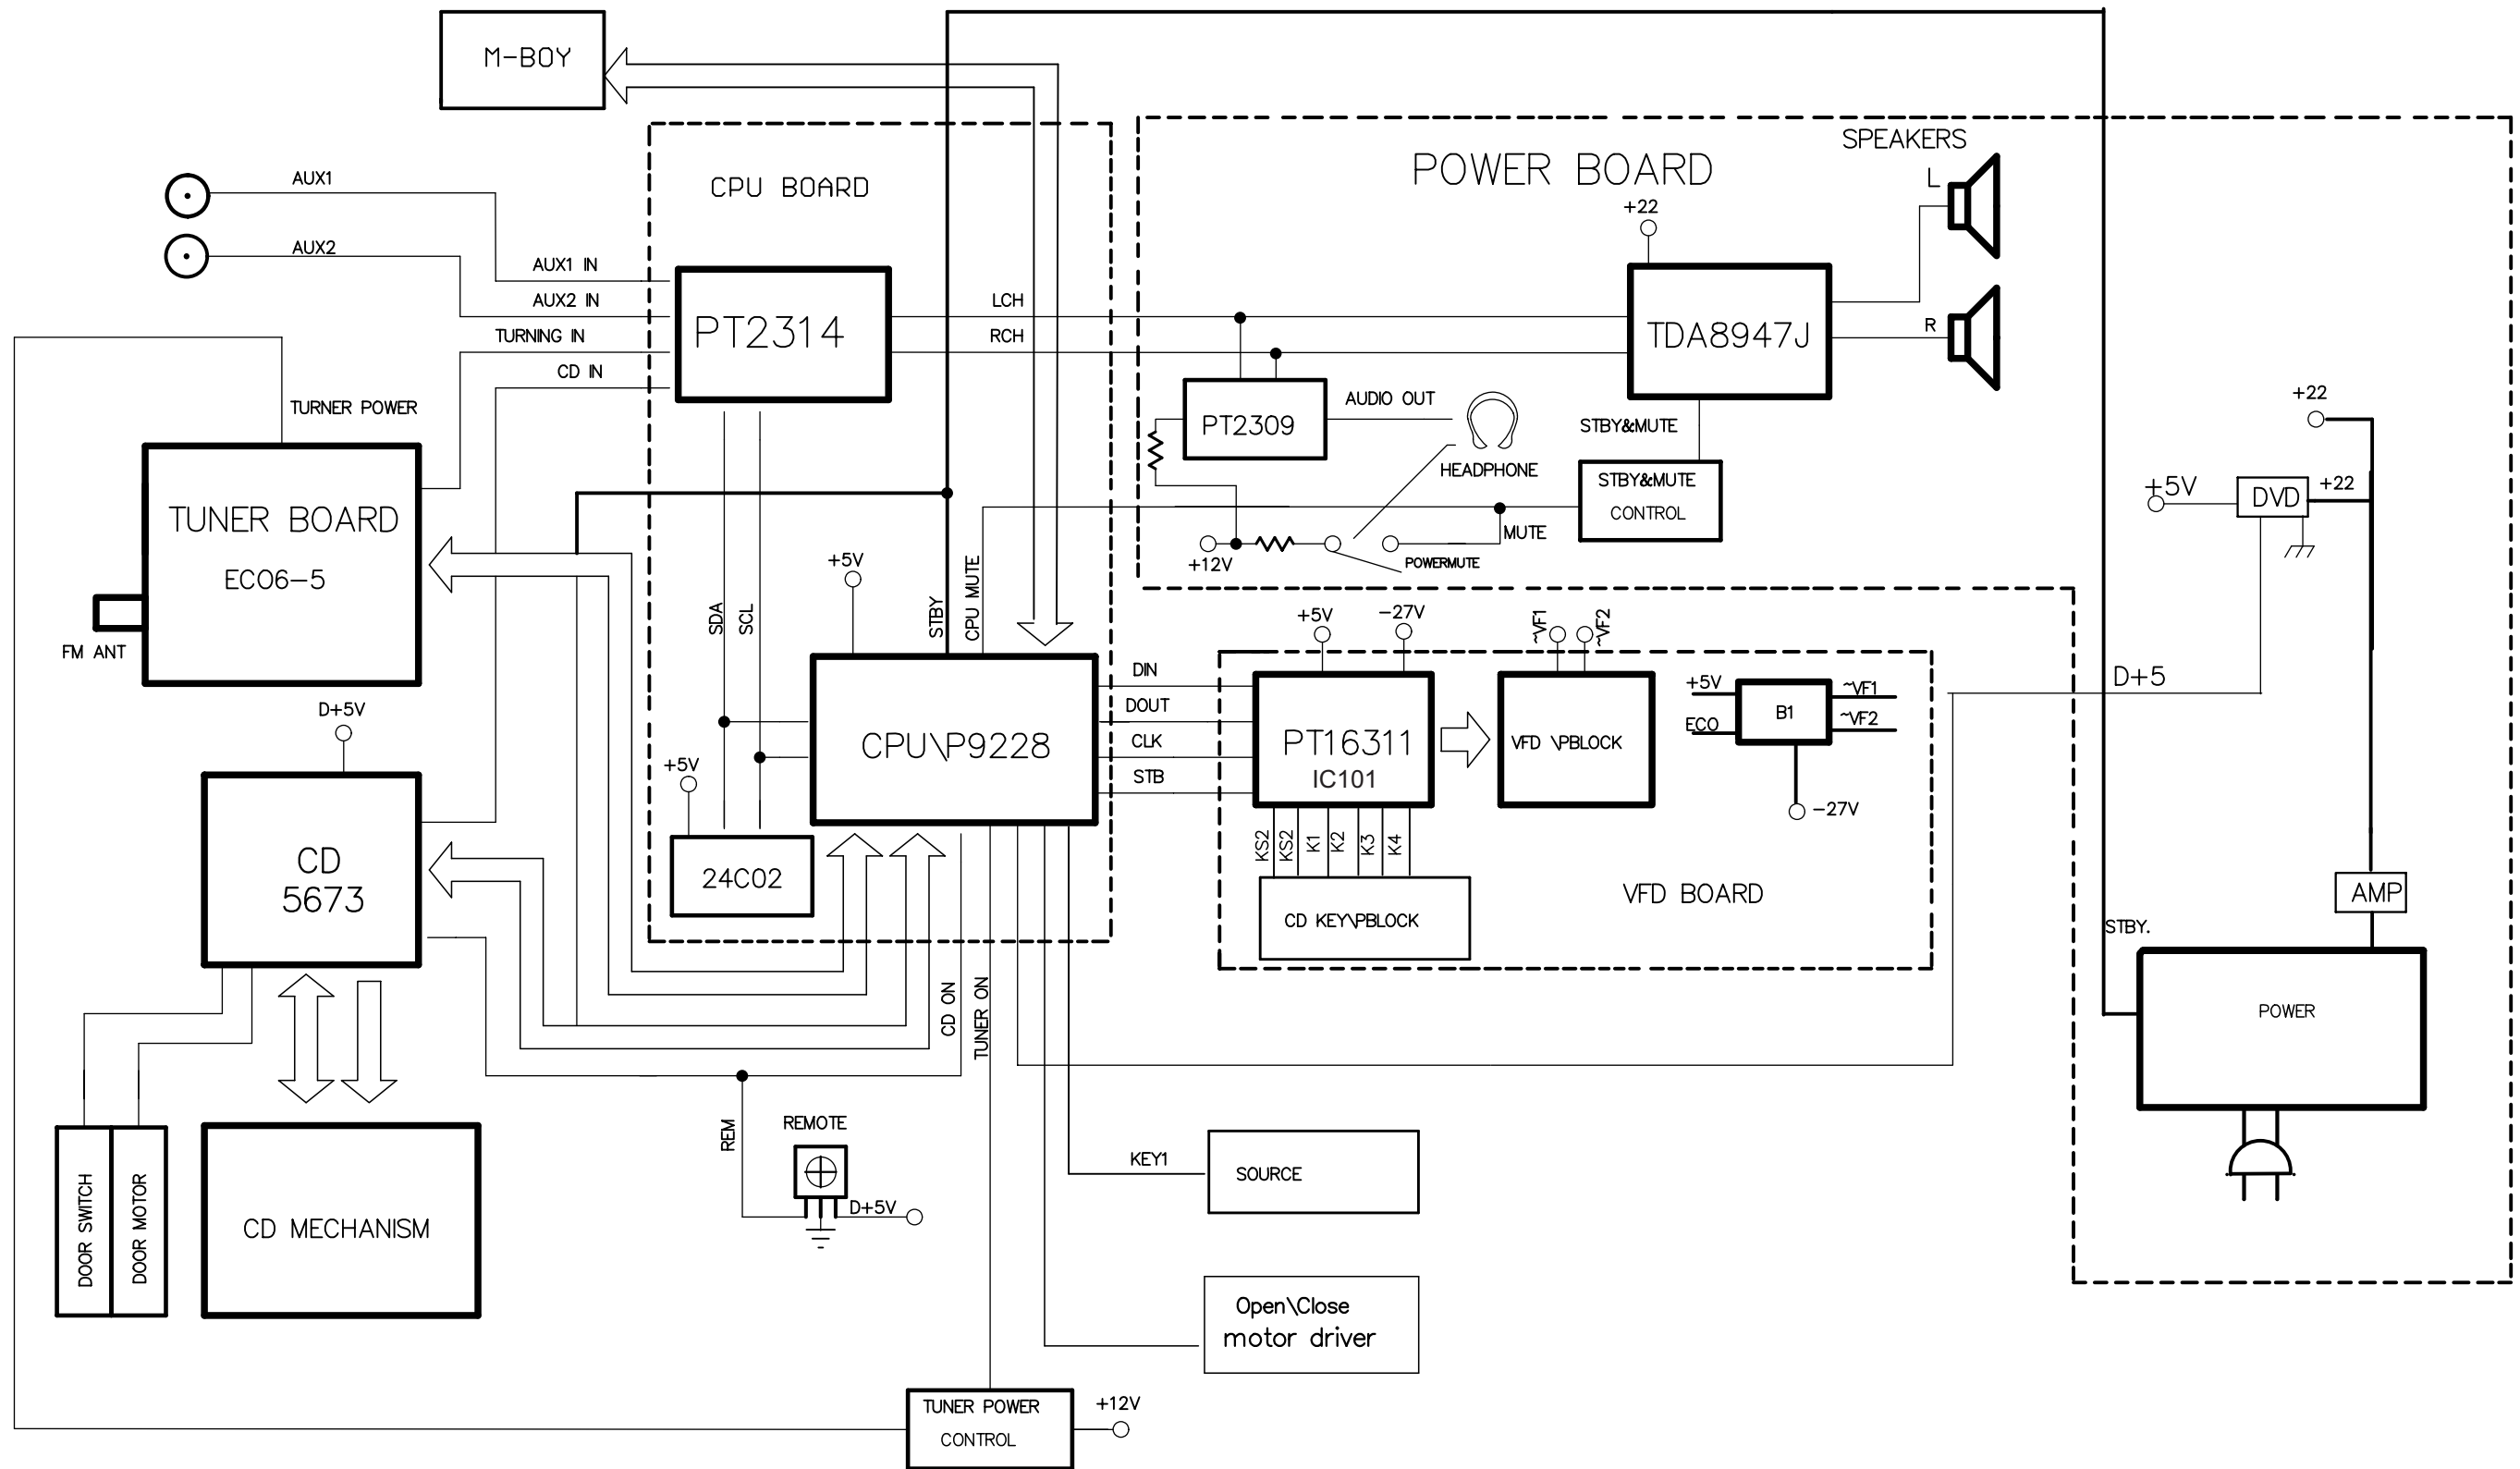 M-BOY
SPEAKERS
POWER BOARD
L
AUX1
CPU BOARD
+22
AUX2
AUX1 IN
AUX2 IN
LCH
TURNING IN
PT2314
RCH
TDA8947J
R
CD IN
TURNER POWER
AUDIO OUT
+22
PT2309
STBY&MUTE
HEADPHONE
STBY&MUTE
CONTROL
+5V
DVD
+22
TUNER BOARD
ECO6-5
MUTE
+12V
POWERMUTE
+5V
SDA
SCL
STBY
CPU MUTE
FM ANT
+5V
-27V
~VF1
~VF2
DIN
D+5
+5V
~VF1
D+5V
DOUT
B1
ECO
~VF2
CPU\P9228
CLK
PT16311
IC101
VFD \PBLOCK
+5V
STB
-27V
KS2
KS2
K1
K2
K3
K4
CD
5673
24C02
VFD BOARD
AMP
CD KEY\PBLOCK
STBY.
CD ON
TUNER ON
POWER
REM
REMOTE
KEY1
SOURCE
DOOR SWITCH
DOOR MOTOR
CD MECHANISM
D+5V
Open\Close
motor driver
TUNER POWER
CONTROL
+12V